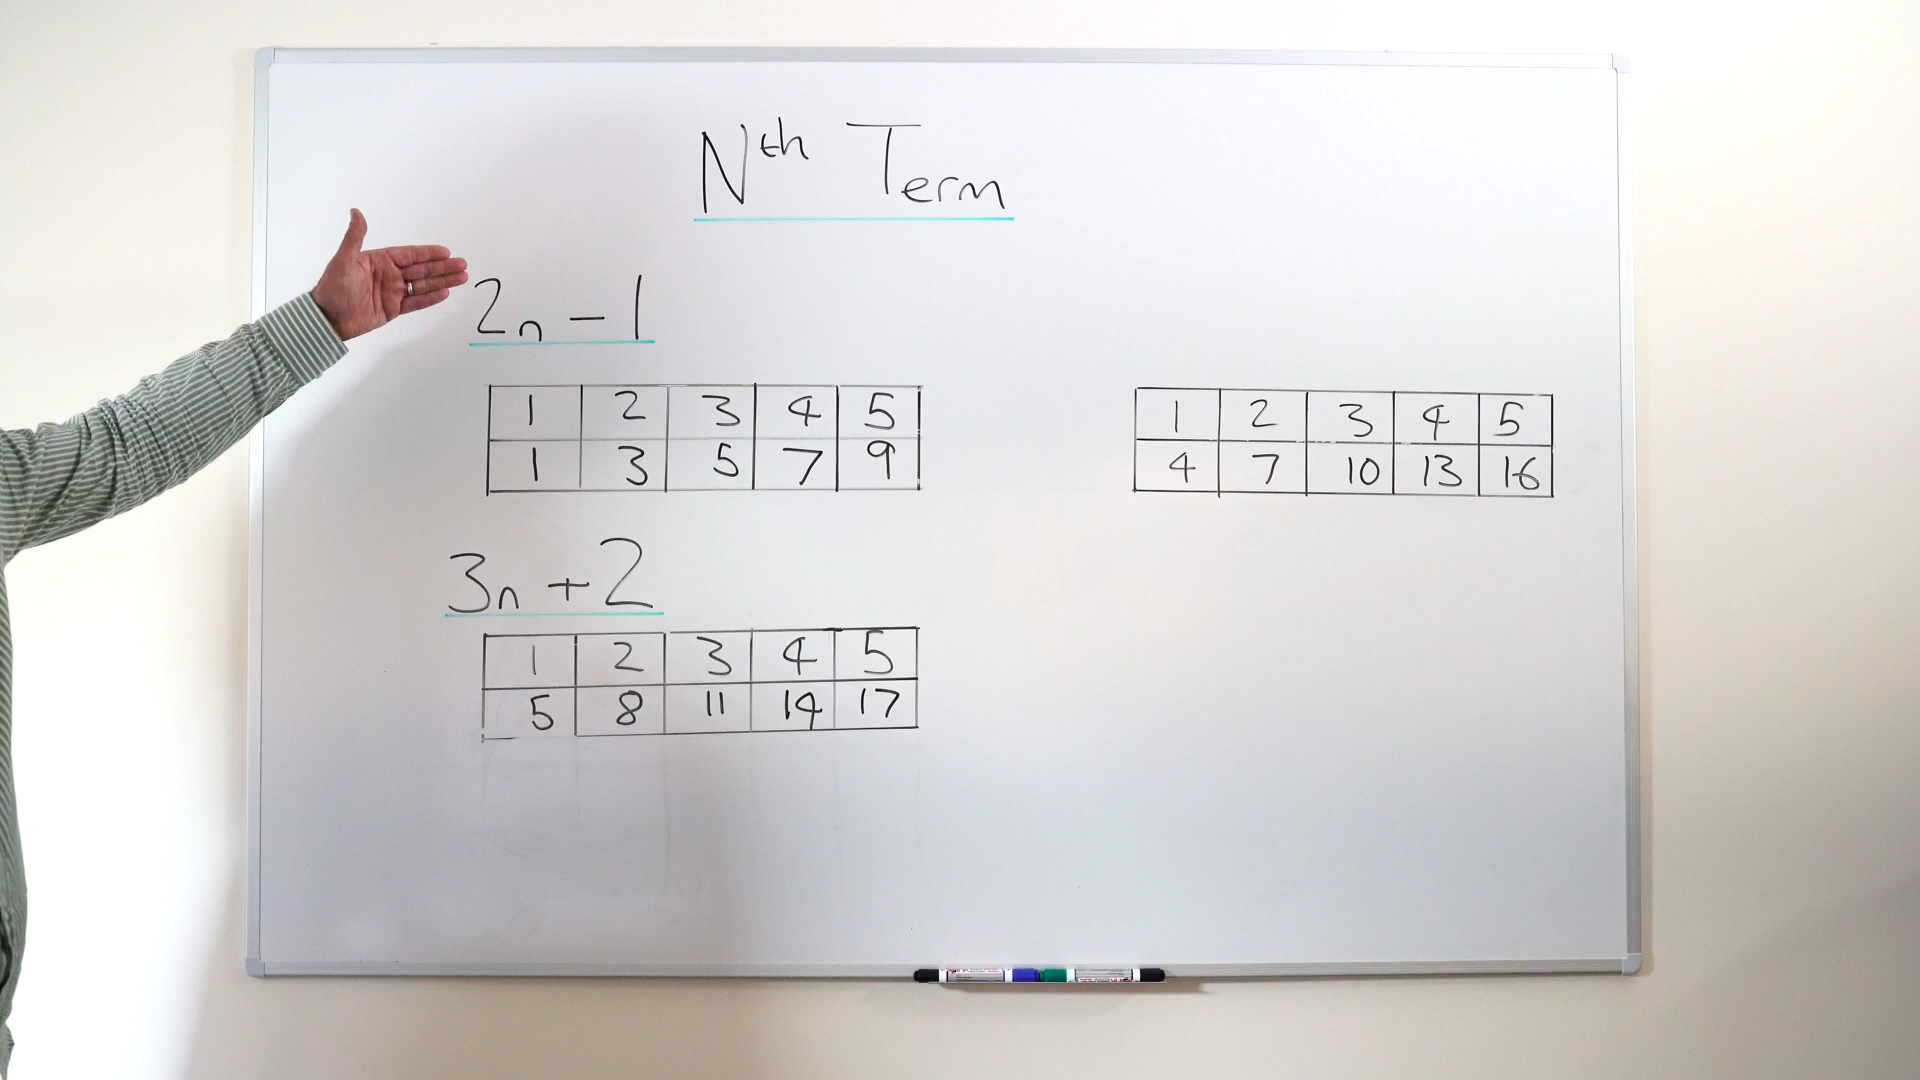 Nth Term
2n - 1
1 2 3 4 5
1 3 5 7 9
1 2 3 4 5
4 7 10 13 16
3n + 2
1 2 3 4 5
5 8 11 14 17